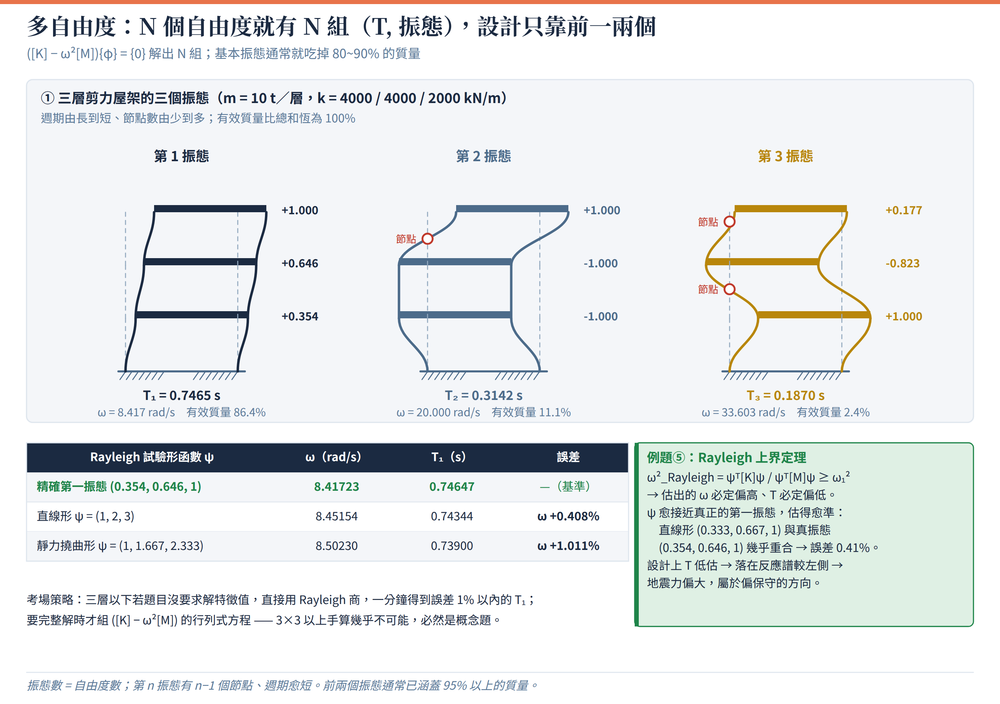 多自由度：N 個自由度就有 N 組（T, 振態），設計只靠前一兩個
([K] − ω²[M]){φ} = {0} 解出 N 組；基本振態通常就吃掉 80~90% 的質量
① 三層剪力屋架的三個振態（m = 10 t／層，k = 4000 / 4000 / 2000 kN/m）
週期由長到短、節點數由少到多；有效質量比總和恆為 100%
第 1 振態
+1.000
+0.646
+0.354
T₁ = 0.7465 s
ω = 8.417 rad/s　有效質量 86.4%
第 2 振態
+1.000
節點
-1.000
-1.000
T₂ = 0.3142 s
ω = 20.000 rad/s　有效質量 11.1%
第 3 振態
+0.177
節點
-0.823
節點
+1.000
T₃ = 0.1870 s
ω = 33.603 rad/s　有效質量 2.4%
Rayleigh 試驗形函數 ψ　ω（rad/s）　T₁（s）　誤差
精確第一振態 (0.354, 0.646, 1)　8.41723　0.74647　—（基準）
直線形 ψ = (1, 2, 3)　8.45154　0.74344　ω +0.408%
靜力撓曲形 ψ = (1, 1.667, 2.333)　8.50230　0.73900　ω +1.011%
考場策略：三層以下若題目沒要求解特徵值，直接用 Rayleigh 商，一分鐘得到誤差 1% 以內的 T₁；
要完整解時才組 ([K] − ω²[M]) 的行列式方程 —— 3×3 以上手算幾乎不可能，必然是概念題。
例題⑤：Rayleigh 上界定理
ω²_Rayleigh = ψᵀ[K]ψ / ψᵀ[M]ψ ≥ ω₁²
→ 估出的 ω 必定偏高、T 必定偏低。
ψ 愈接近真正的第一振態，估得愈準：
直線形 (0.333, 0.667, 1) 與真振態
(0.354, 0.646, 1) 幾乎重合 → 誤差 0.41%。
設計上 T 低估 → 落在反應譜較左側 →
地震力偏大，屬於偏保守的方向。
振態數 = 自由度數；第 n 振態有 n−1 個節點、週期愈短。前兩個振態通常已涵蓋 95% 以上的質量。